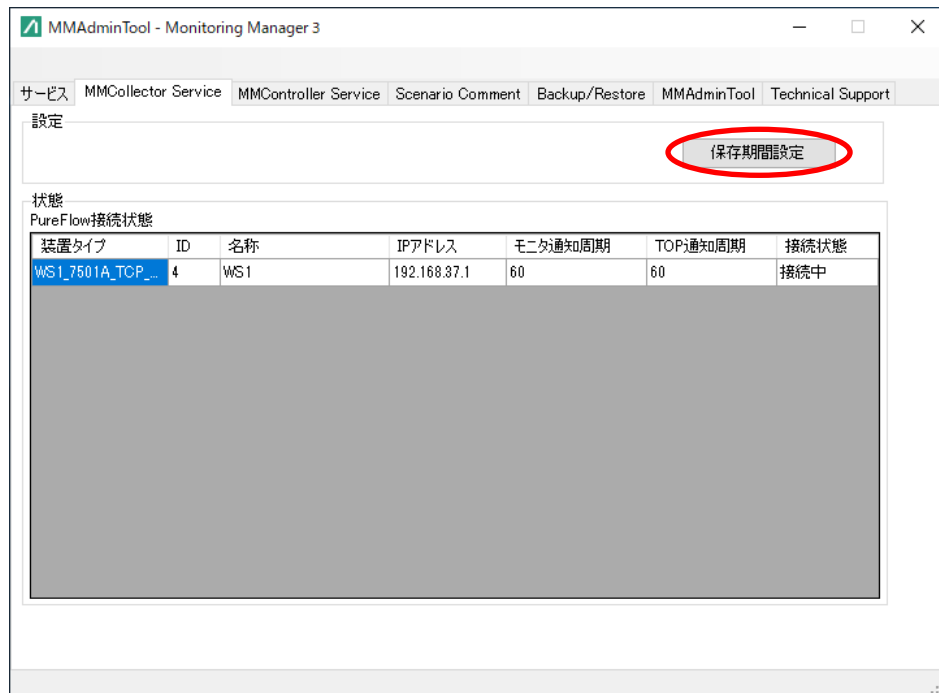 MMAdminTool - Monitoring Manager 3
サービス MMCollector Service MMController Service Scenario Comment Backup/Restore MMAdminTool Technical Support
設定
保存期間設定
状態
PureFlow接続状態
装置タイプ ID 名称 IPアドレス モニタ通知周期 TOP通知周期 接続状態
WS1_7501A_TCP_... 4 WS1 192.168.37.1 60 60 接続中